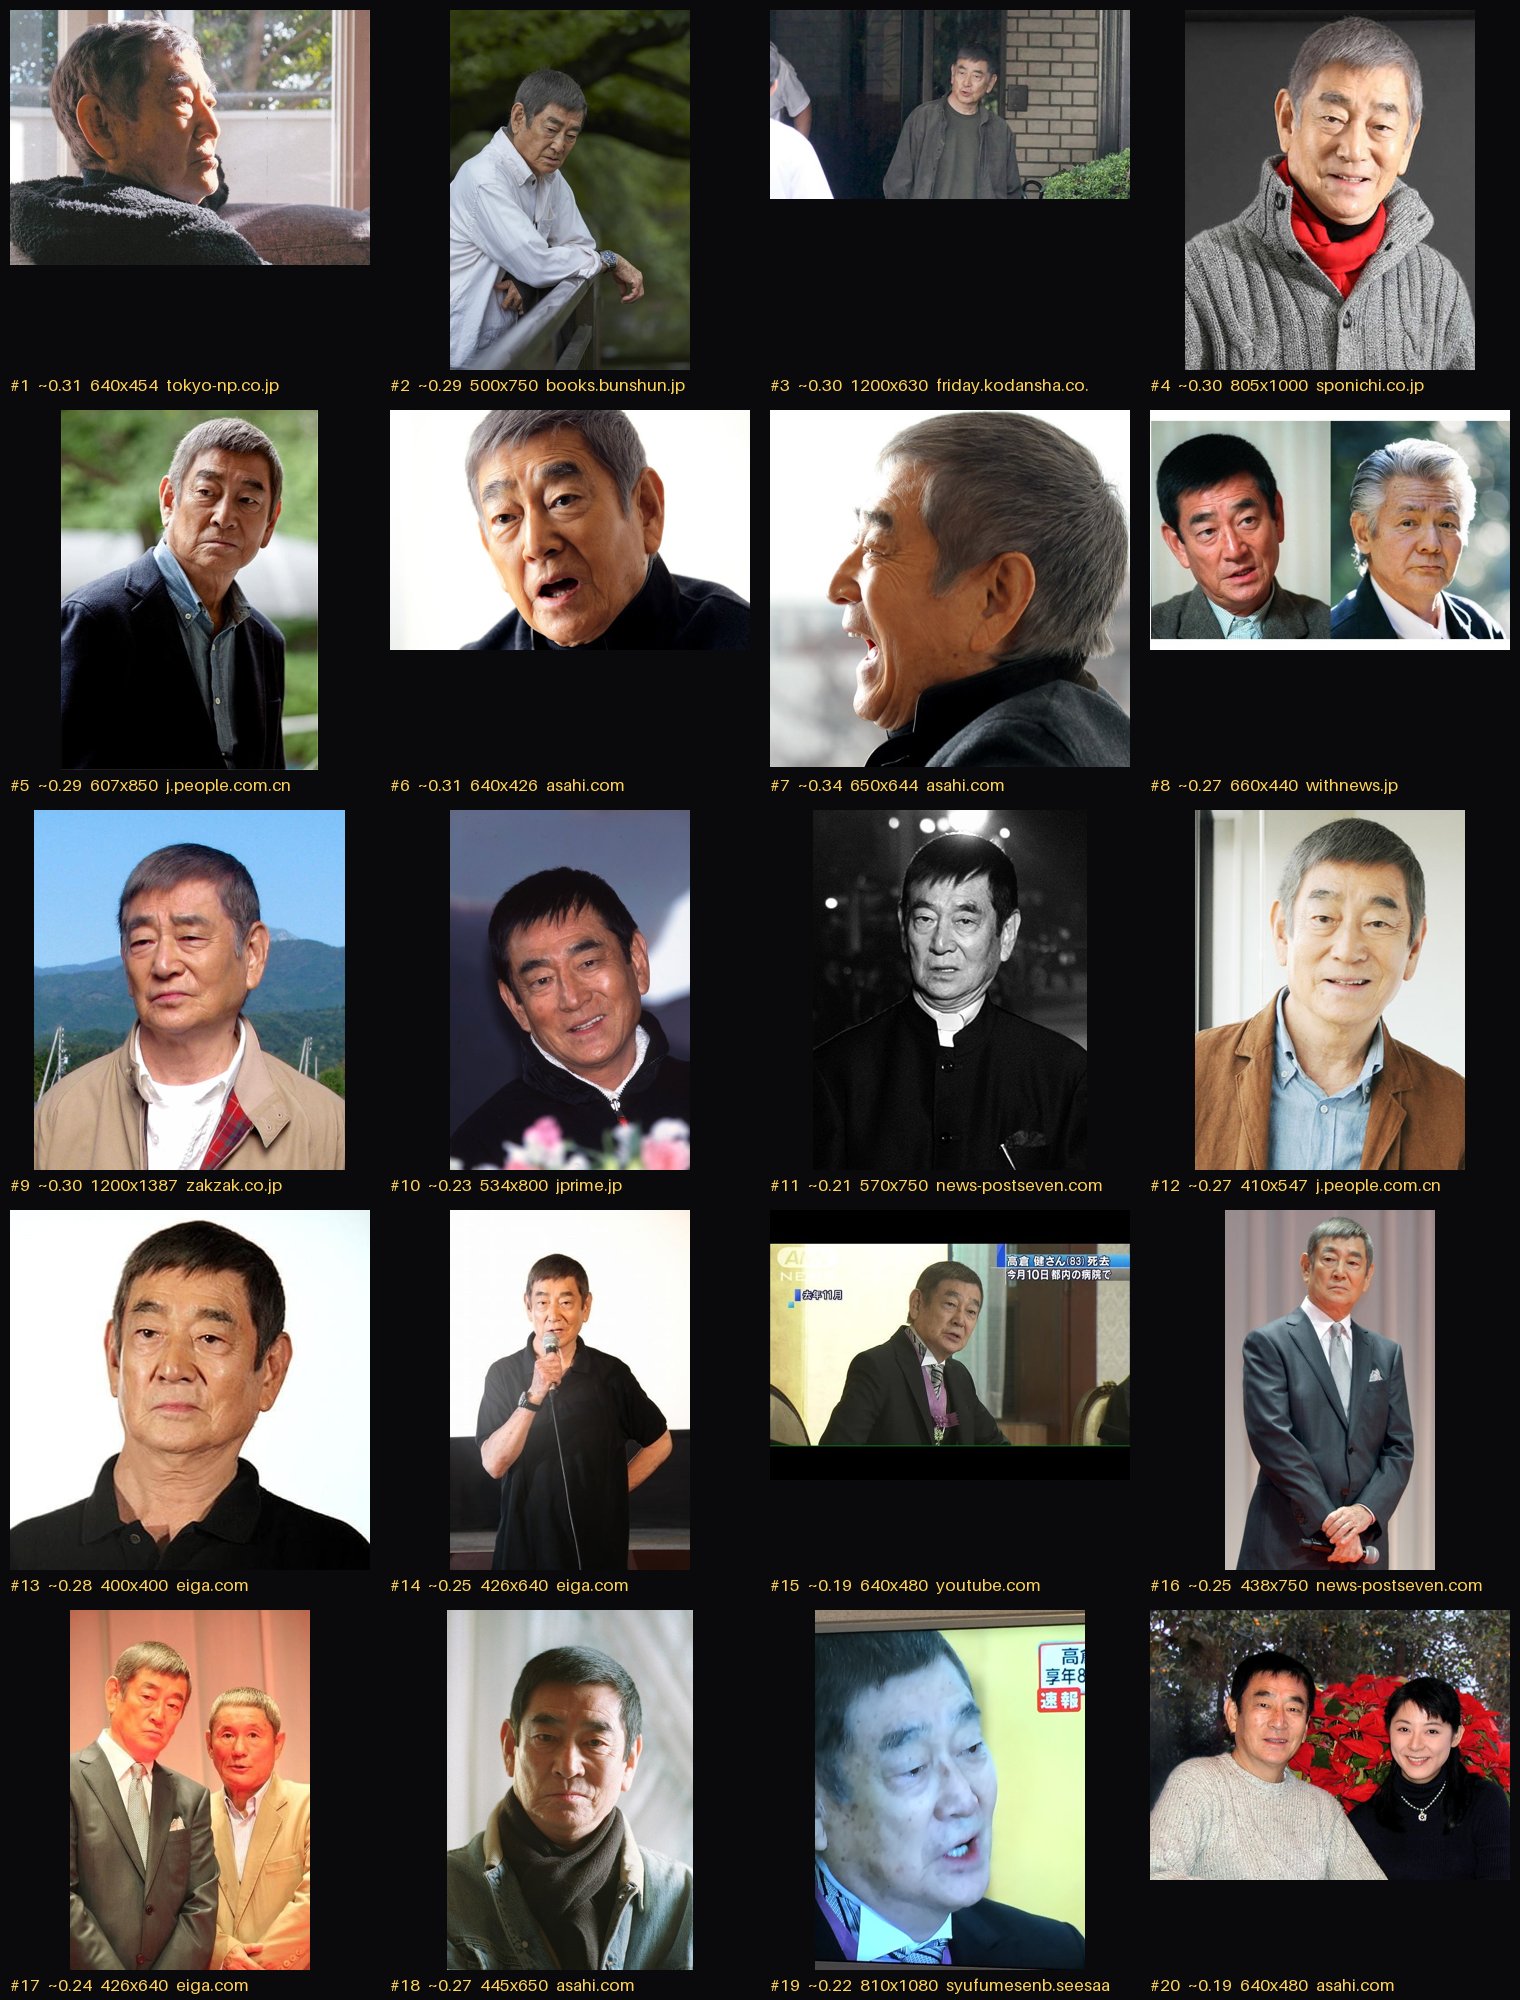 #1 ~0.31 640x454 tokyo-np.co.jp
#2 ~0.29 500x750 books.bunshun.jp
#3 ~0.30 1200x630 friday.kodansha.co.
#4 ~0.30 805x1000 sponichi.co.jp
#5 ~0.29 607x850 j.people.com.cn
#6 ~0.31 640x426 asahi.com
#7 ~0.34 650x644 asahi.com
#8 ~0.27 660x440 withnews.jp
#9 ~0.30 1200x1387 zakzak.co.jp
#10 ~0.23 534x800 jprime.jp
#11 ~0.21 570x750 news-postseven.com
#12 ~0.27 410x547 j.people.com.cn
高倉 健さん(83)死去
今月10日都内の病院で
去年11月
#13 ~0.28 400x400 eiga.com
#14 ~0.25 426x640 eiga.com
#15 ~0.19 640x480 youtube.com
#16 ~0.25 438x750 news-postseven.com
享年8
速報
#17 ~0.24 426x640 eiga.com
#18 ~0.27 445x650 asahi.com
#19 ~0.22 810x1080 syufumesenb.seesaa
#20 ~0.19 640x480 asahi.com